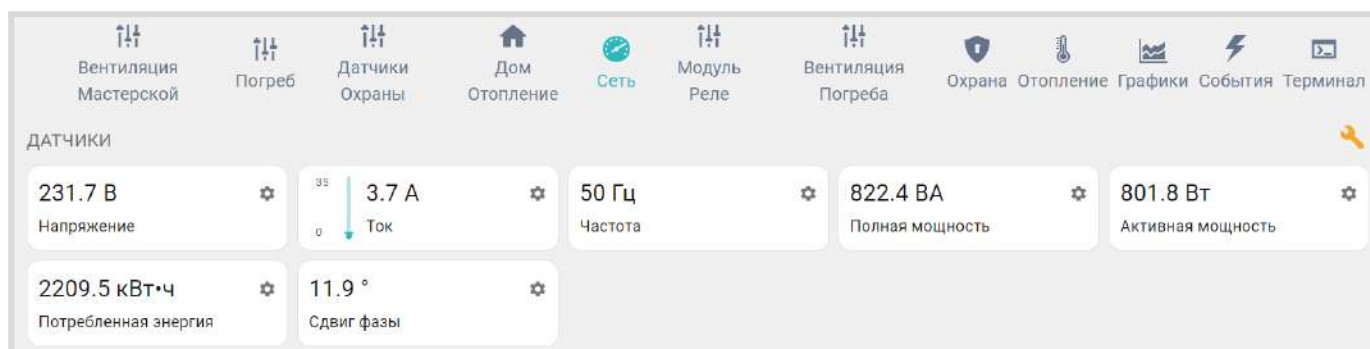 Вентиляция
Мастерской
Погреб
Датчики
Охраны
Дом
Отопление
Сеть
Модуль
Реле
Вентиляция
Погреба
Охрана
Отопление
Графики
События
Терминал
ДАТЧИКИ
231.7 В
Напряжение
35
0
3.7 А
Ток
50 Гц
Частота
822.4 ВА
Полная мощность
801.8 Вт
Активная мощность
2209.5 кВт•ч
Потребленная энергия
11.9 °
Сдвиг фазы